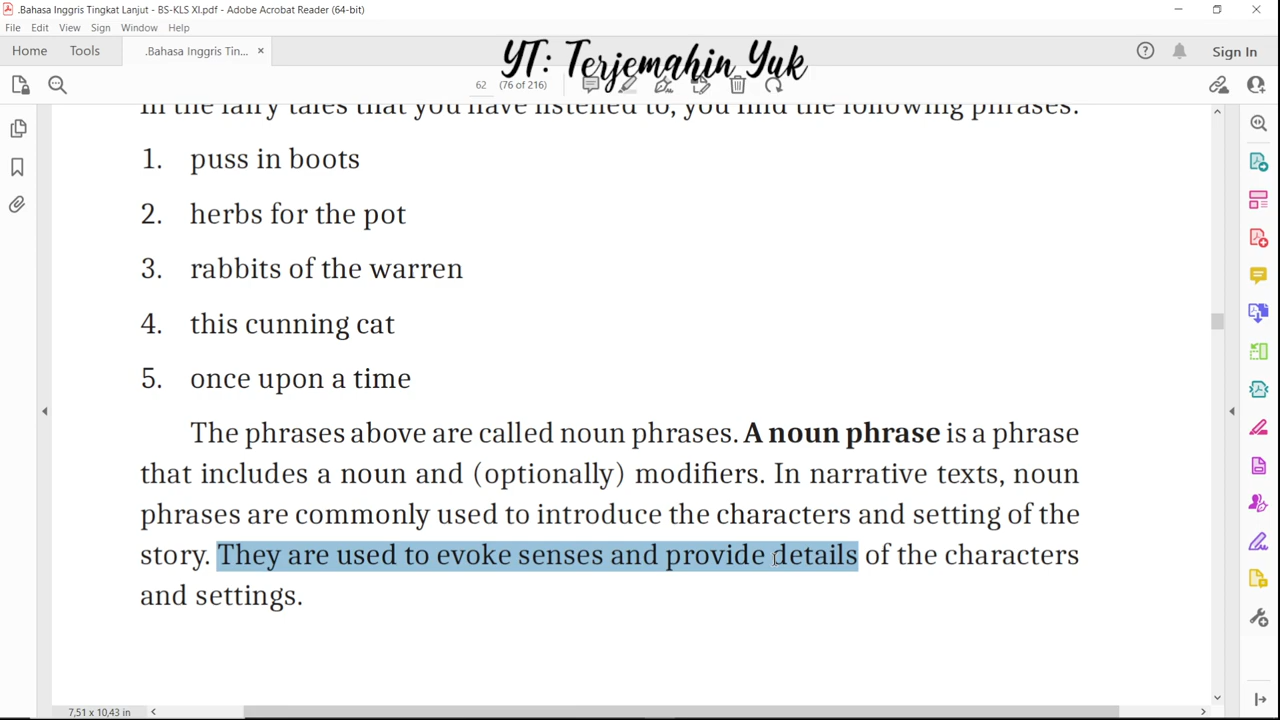 .Bahasa Inggris Tingkat Lanjut - BS-KLS XI.pdf - Adobe Acrobat Reader (64-bit)
File Edit View Sign Window Help
Home Tools .Bahasa Inggris Tin... × Sign In
YT: Terjemahin Yuk
62 (76 of 216)
In the fairy tales that you have listened to, you find the following phrases.
1. puss in boots
2. herbs for the pot
3. rabbits of the warren
4. this cunning cat
5. once upon a time
The phrases above are called noun phrases. A noun phrase is a phrase
that includes a noun and (optionally) modifiers. In narrative texts, noun
phrases are commonly used to introduce the characters and setting of the
story. They are used to evoke senses and provide details of the characters
and settings.
7,51 x 10,43 in